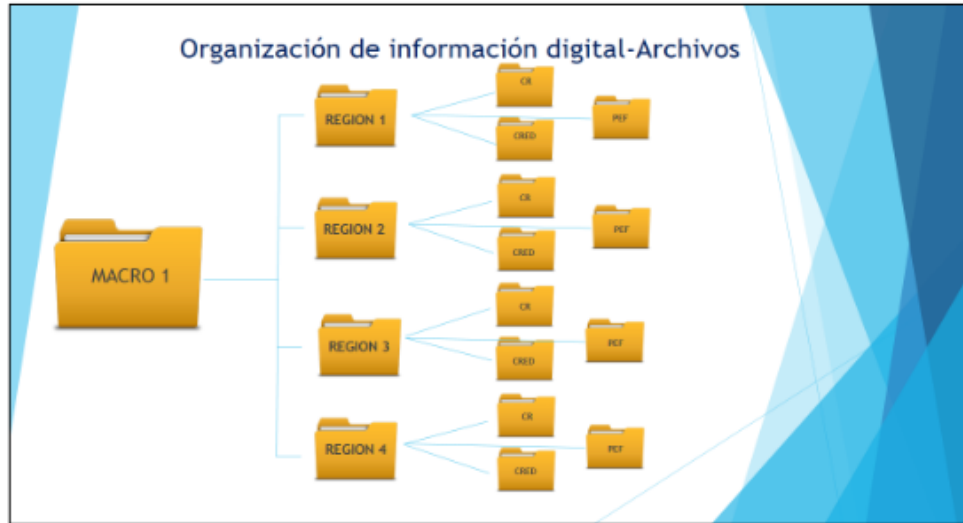 Organización de información digital-Archivos
MACRO 1
REGION 1
CR
CRED
PEF
REGION 2
CR
CRED
PEF
REGION 3
CR
CRED
PEF
REGION 4
CR
CRED
PEF